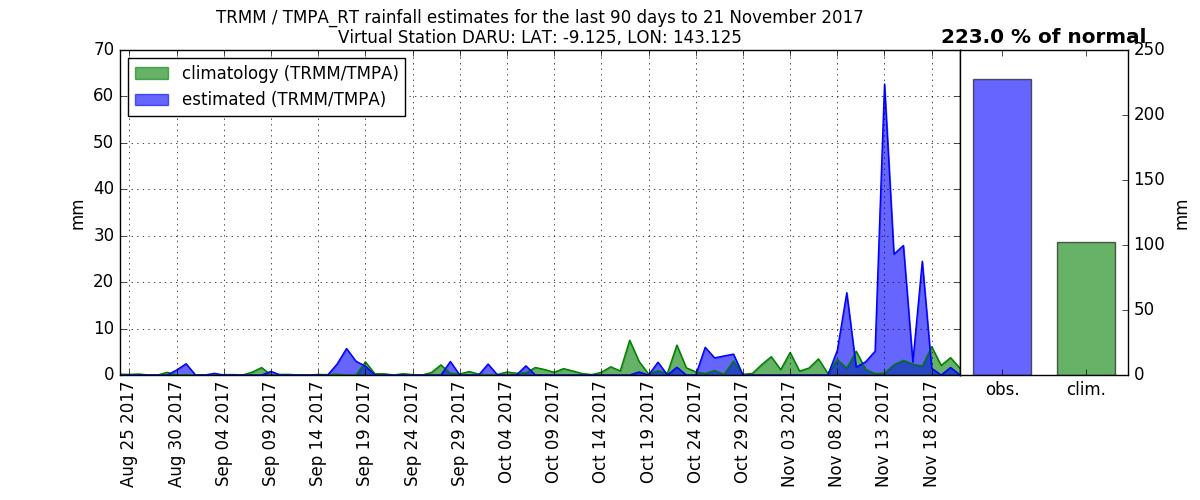 TRMM / TMPA_RT rainfall estimates for the last 90 days to 21 November 2017
Virtual Station DARU: LAT: -9.125, LON: 143.125
223.0 % of normal
climatology (TRMM/TMPA)
estimated (TRMM/TMPA)
mm
70
60
50
40
30
20
10
0
Aug 25 2017
Aug 30 2017
Sep 04 2017
Sep 09 2017
Sep 14 2017
Sep 19 2017
Sep 24 2017
Sep 29 2017
Oct 04 2017
Oct 09 2017
Oct 14 2017
Oct 19 2017
Oct 24 2017
Oct 29 2017
Nov 03 2017
Nov 08 2017
Nov 13 2017
Nov 18 2017
250
200
150
100
50
0
mm
obs.
clim.